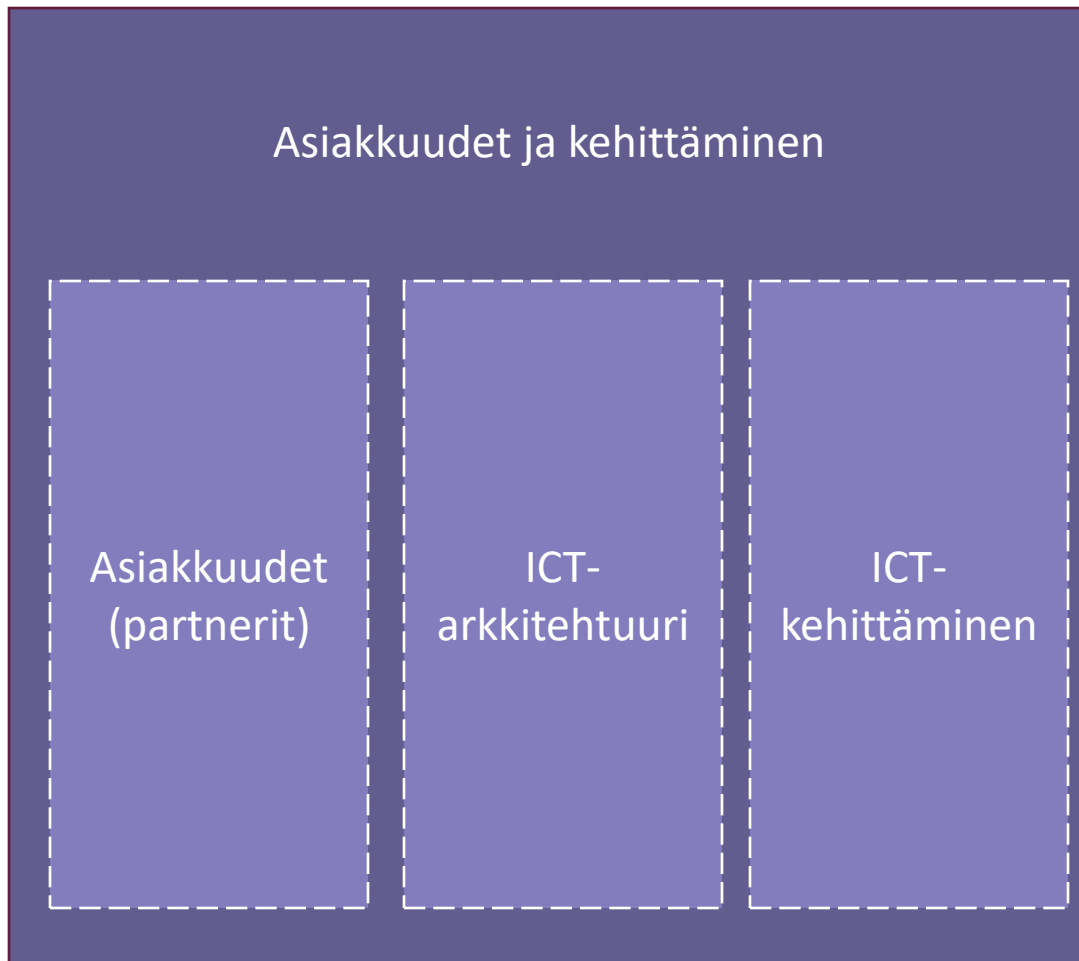 Asiakkuudet ja kehittäminen
Asiakkuudet
(partnerit)
ICT-
arkkitehtuuri
ICT-
kehittäminen